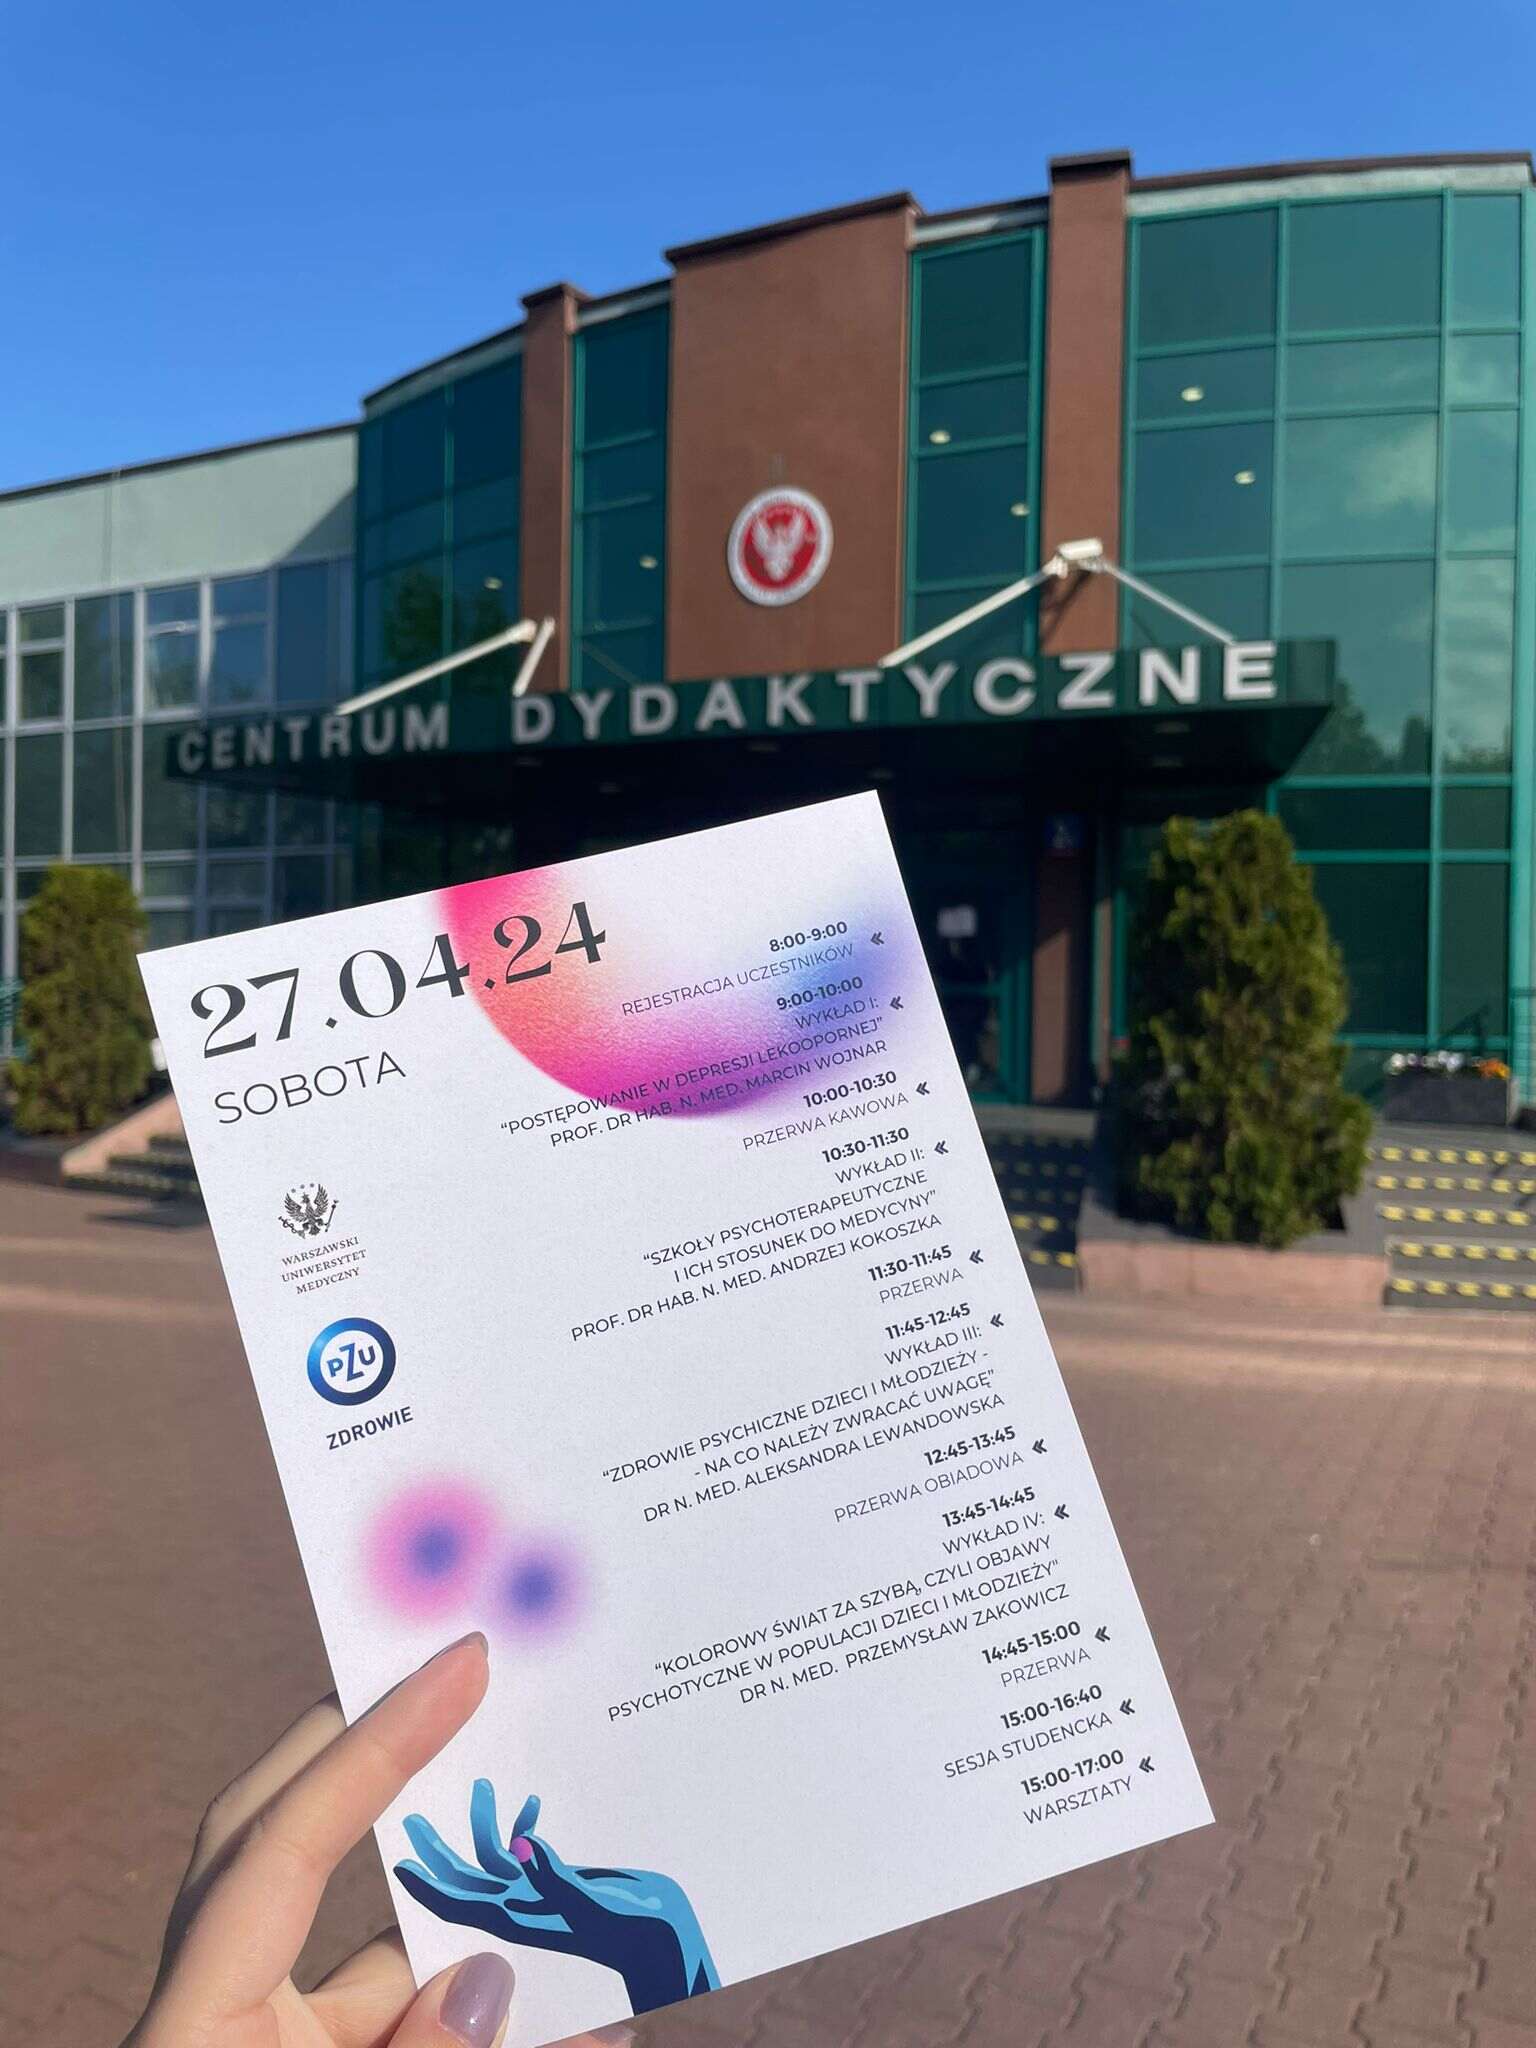 CENTRUM DYDAKTYCZNE
27.04.24
SOBOTA
WARSZAWSKI
UNIWERSYTET
MEDYCZNY
PZU
ZDROWIE
8:00-9:00
REJESTRACJA UCZESTNIKÓW
9:00-10:00
WYKŁAD I:
"POSTĘPOWANIE W DEPRESJI LEKOOPORNEJ"
PROF. DR HAB. N. MED. MARCIN WOJNAR
10:00-10:30
PRZERWA KAWOWA
10:30-11:30
WYKŁAD II:
"SZKOŁY PSYCHOTERAPEUTYCZNE
I ICH STOSUNEK DO MEDYCYNY"
PROF. DR HAB. N. MED. ANDRZEJ KOKOSZKA
11:30-11:45
PRZERWA
11:45-12:45
WYKŁAD III:
"ZDROWIE PSYCHICZNE DZIECI I MŁODZIEŻY -
- NA CO NALEŻY ZWRACAĆ UWAGĘ"
DR N. MED. ALEKSANDRA LEWANDOWSKA
12:45-13:45
PRZERWA OBIADOWA
13:45-14:45
WYKŁAD IV:
"KOLOROWY ŚWIAT ZA SZYBĄ, CZYLI OBJAWY
PSYCHOTYCZNE W POPULACJI DZIECI I MŁODZIEŻY"
DR N. MED. PRZEMYSŁAW ZAKOWICZ
14:45-15:00
PRZERWA
15:00-16:40
SESJA STUDENCKA
15:00-17:00
WARSZTATY